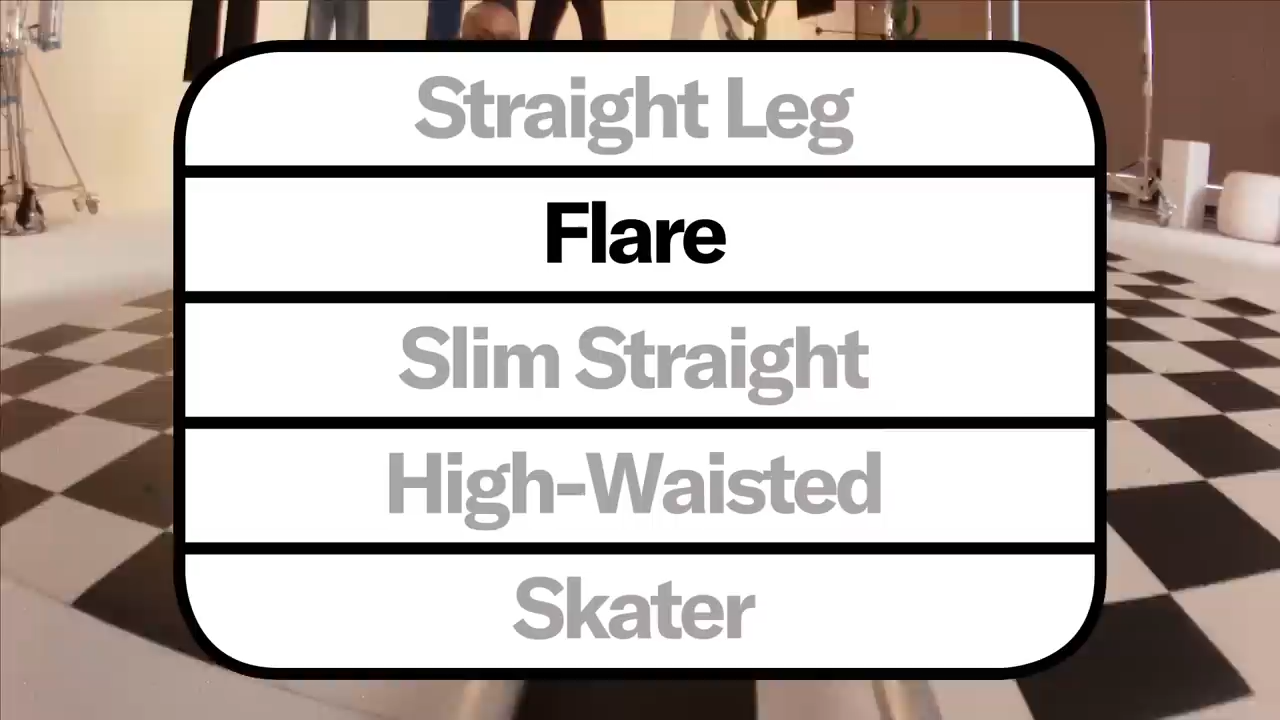 Straight Leg
Flare
Slim Straight
High-Waisted
Skater